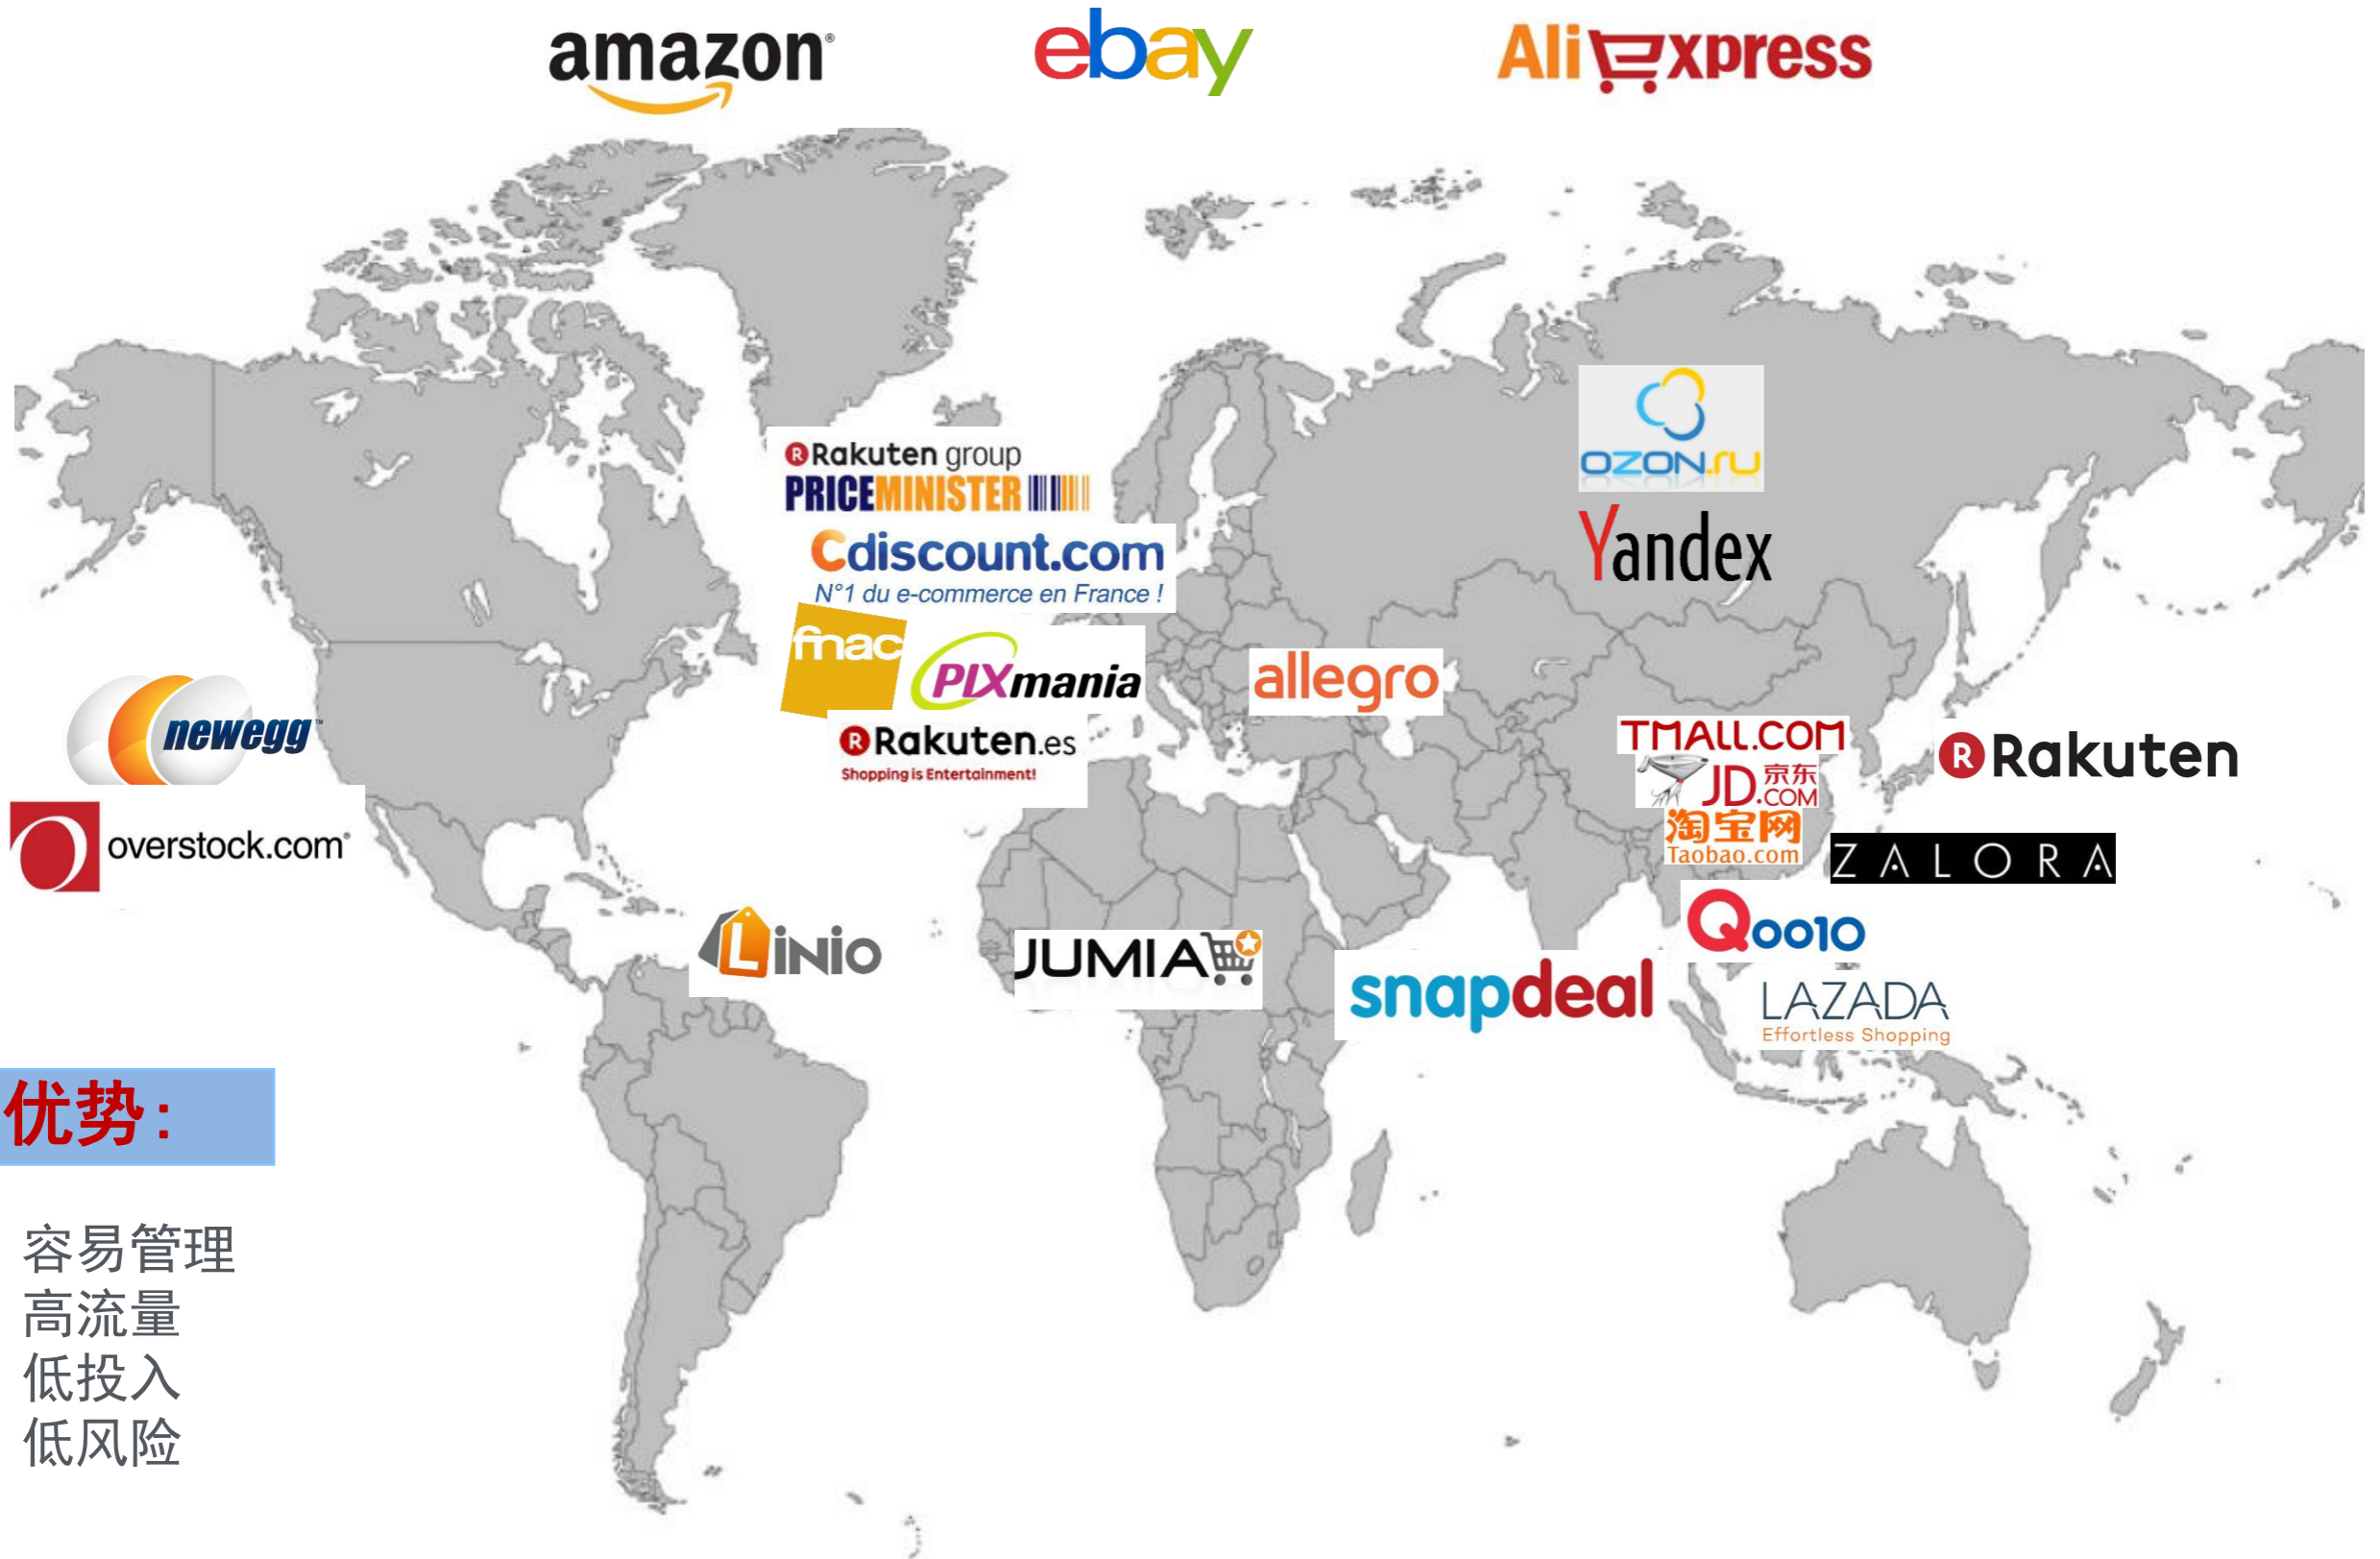 amazon®
ebay
AliExpress
OZON.ru
Rakuten group
PRICEMINISTER
Yandex
Cdiscount.com
N°1 du e-commerce en France !
fnac
PIXmania
allegro
newegg™
Rakuten.es
Shopping is Entertainment!
TMALL.COM
JD京东
.COM
Rakuten
overstock.com®
淘宝网
Taobao.com
ZALORA
Qoo10
LiNiO
JUMIA
snapdeal
LAZADA
Effortless Shopping
优势:
容易管理
高流量
低投入
低风险